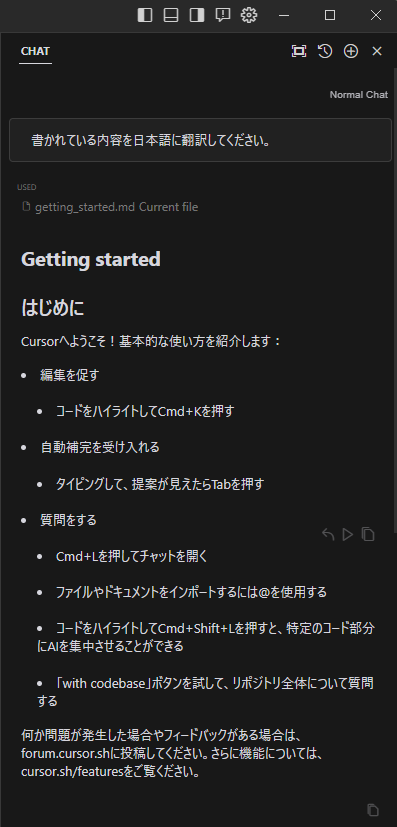 CHAT
Normal Chat
書かれている内容を日本語に翻訳してください。
USED
getting_started.md Current file
Getting started
はじめに
Cursorへようこそ！基本的な使い方を紹介します：
• 編集を促す
• コードをハイライトしてCmd+Kを押す
• 自動補完を受け入れる
• タイピングして、提案が見えたらTabを押す
• 質問をする
• Cmd+Lを押してチャットを開く
• ファイルやドキュメントをインポートするには@を使用する
• コードをハイライトしてCmd+Shift+Lを押すと、特定のコード部分
にAIを集中させることができる
• 「with codebase」ボタンを試して、リポジトリ全体について質問
する
何か問題が発生した場合やフィードバックがある場合は、
forum.cursor.shに投稿してください。さらに機能については、
cursor.sh/featuresをご覧ください。